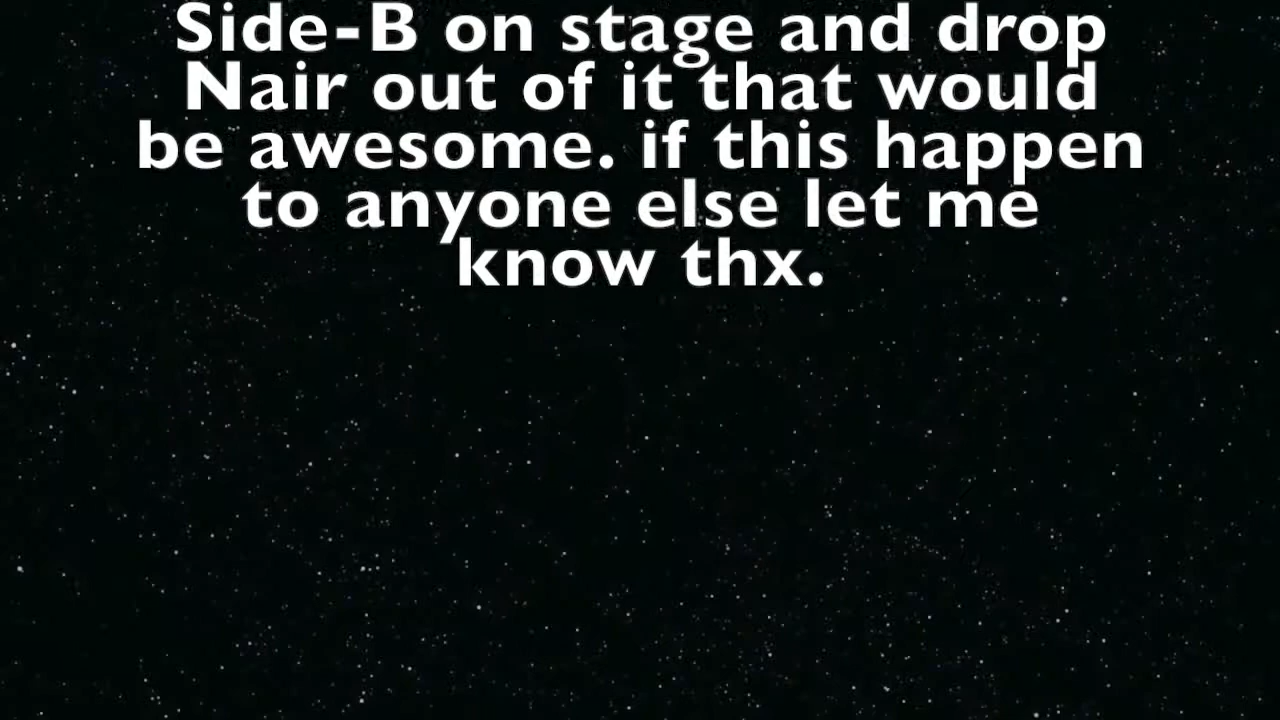 Side-B on stage and drop
Nair out of it that would
be awesome. if this happen
to anyone else let me
know thx.